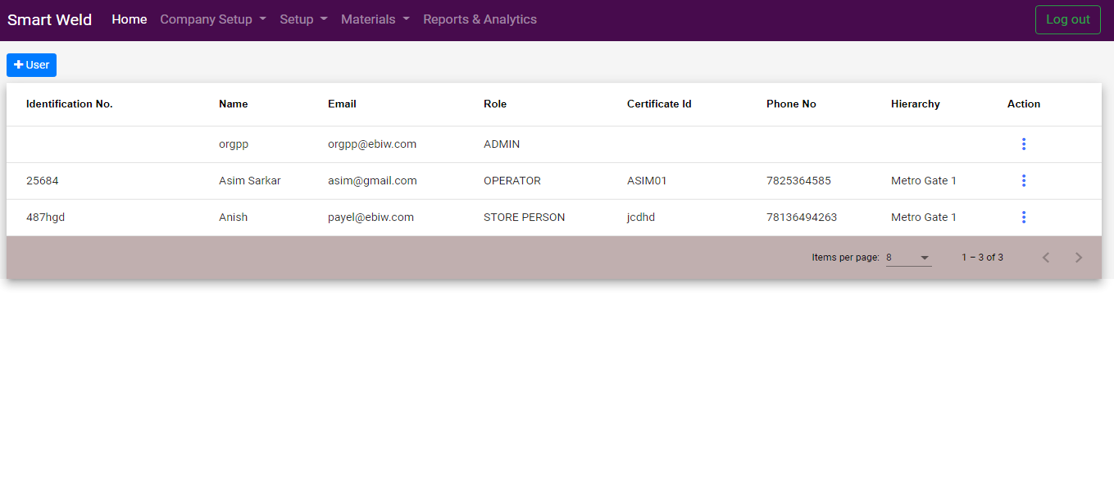 Smart Weld Home Company Setup Setup Materials Reports & Analytics Log out
+ User
Identification No. Name Email Role Certificate Id Phone No Hierarchy Action
orgpp orgpp@ebiw.com ADMIN
25684 Asim Sarkar asim@gmail.com OPERATOR ASIM01 7825364585 Metro Gate 1
487hgd Anish payel@ebiw.com STORE PERSON jcdhd 78136494263 Metro Gate 1
Items per page: 8 1 – 3 of 3